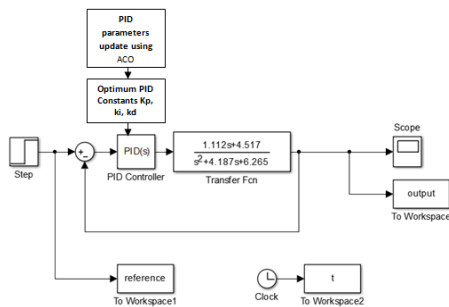 PID
parameters
update using
ACO
Optimum PID
Constants Kp,
ki, kd
Step
+
-
PID(s)
PID Controller
1.112s+4.517
s²+4.187s+6.265
Transfer Fcn
Scope
output
To Workspace
reference
To Workspace1
Clock
t
To Workspace2